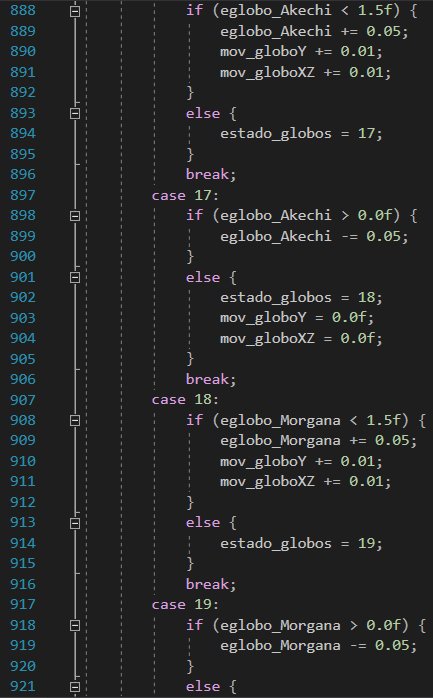 888 if (eglobo_Akechi < 1.5f) {
889 eglobo_Akechi += 0.05;
890 mov_globoY += 0.01;
891 mov_globoXZ += 0.01;
892 }
893 else {
894 estado_globos = 17;
895 }
896 break;
897 case 17:
898 if (eglobo_Akechi > 0.0f) {
899 eglobo_Akechi -= 0.05;
900 }
901 else {
902 estado_globos = 18;
903 mov_globoY = 0.0f;
904 mov_globoXZ = 0.0f;
905 }
906 break;
907 case 18:
908 if (eglobo_Morgana < 1.5f) {
909 eglobo_Morgana += 0.05;
910 mov_globoY += 0.01;
911 mov_globoXZ += 0.01;
912 }
913 else {
914 estado_globos = 19;
915 }
916 break;
917 case 19:
918 if (eglobo_Morgana > 0.0f) {
919 eglobo_Morgana -= 0.05;
920 }
921 else {